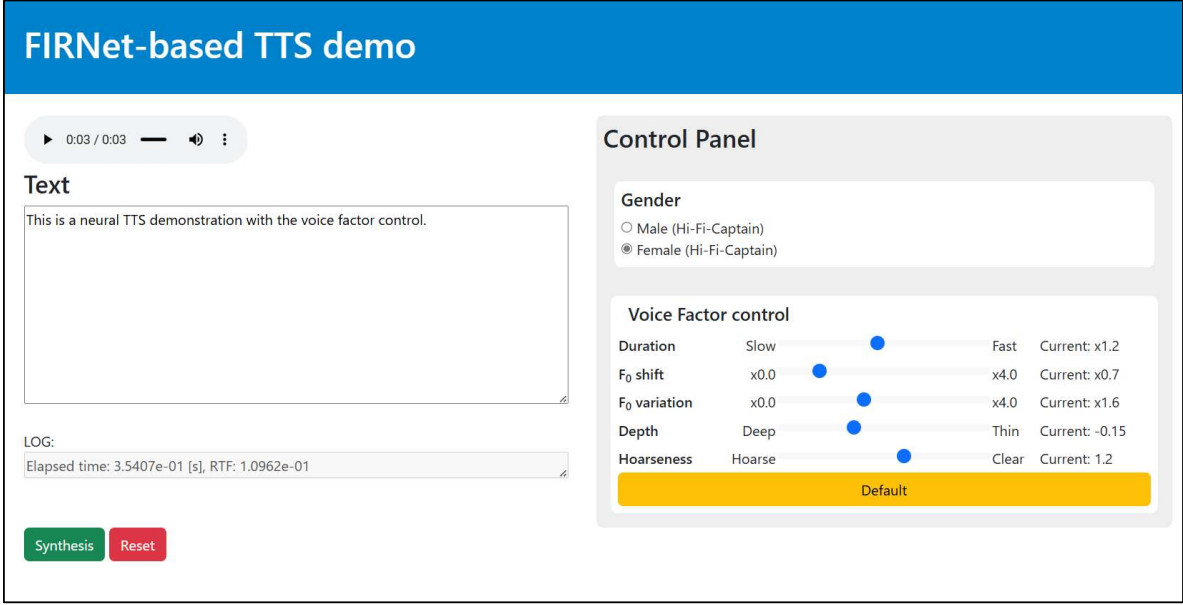 FIRNet-based TTS demo
0:03 / 0:03
Text
This is a neural TTS demonstration with the voice factor control.
LOG:
Elapsed time: 3.5407e-01 [s], RTF: 1.0962e-01
Synthesis Reset
Control Panel
Gender
Male (Hi-Fi-Captain)
Female (Hi-Fi-Captain)
Voice Factor control
Duration Slow Fast Current: x1.2
F₀ shift x0.0 x4.0 Current: x0.7
F₀ variation x0.0 x4.0 Current: x1.6
Depth Deep Thin Current: -0.15
Hoarseness Hoarse Clear Current: 1.2
Default